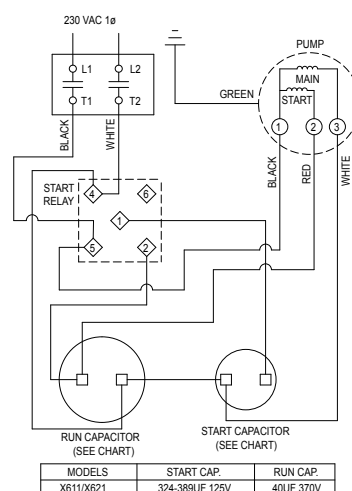 230 VAC 1ø
PUMP
L1
L2
MAIN
GREEN
START
T1
T2
1
2
3
BLACK
WHITE
BLACK
RED
WHITE
START
RELAY
4
6
1
5
2
RUN CAPACITOR
(SEE CHART)
START CAPACITOR
(SEE CHART)
MODELS START CAP. RUN CAP.
X611/X621 324-389UF 125V 40UF 370V